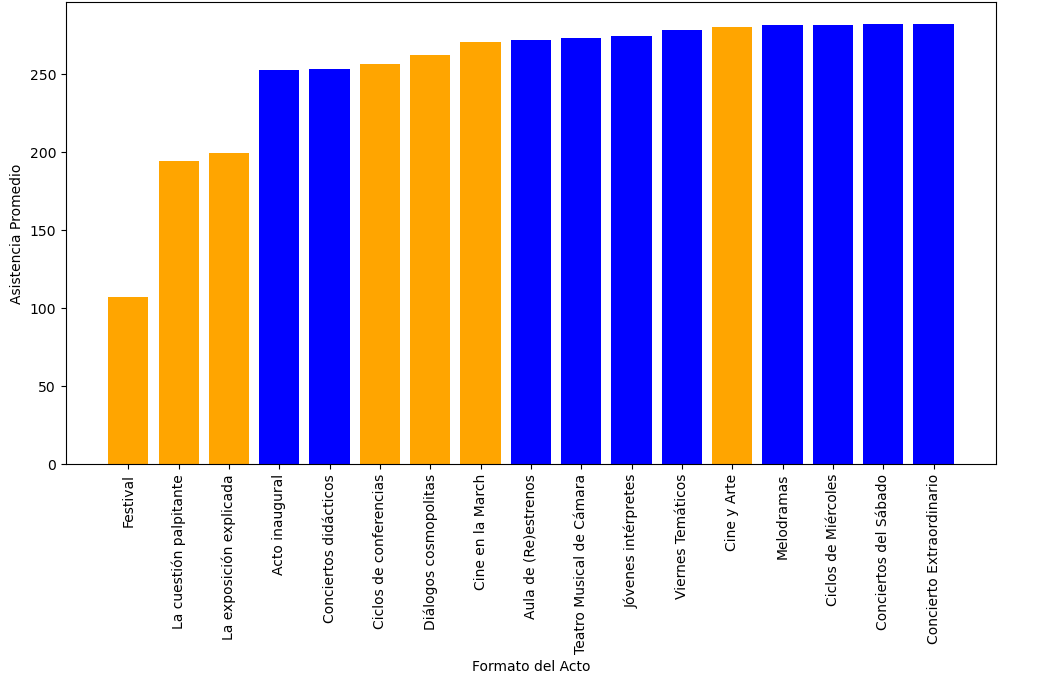 Asistencia Promedio
250
200
150
100
50
0
Festival
La cuestión palpitante
La exposición explicada
Acto inaugural
Conciertos didácticos
Ciclos de conferencias
Diálogos cosmopolitas
Cine en la March
Aula de (Re)estrenos
Teatro Musical de Cámara
Jóvenes intérpretes
Viernes Temáticos
Cine y Arte
Melodramas
Ciclos de Miércoles
Conciertos del Sábado
Concierto Extraordinario
Formato del Acto